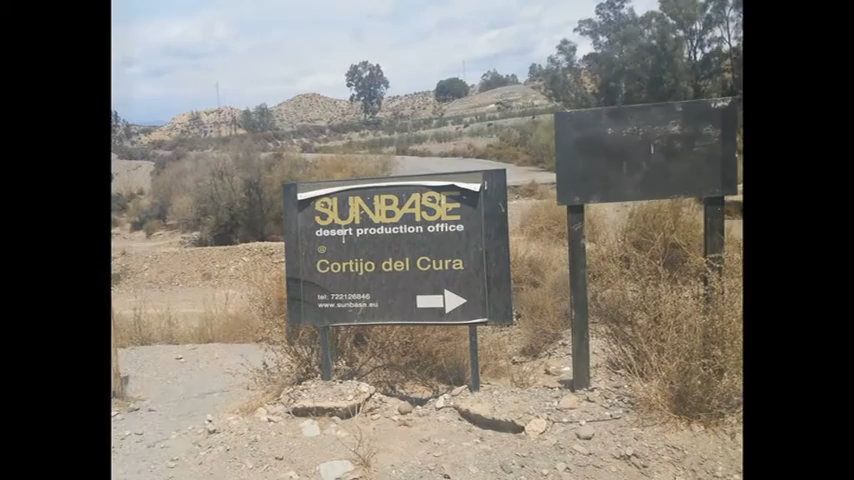 SUNBASE
desert production office
@
Cortijo del Cura
tel: 722126846
www.sunbase.eu